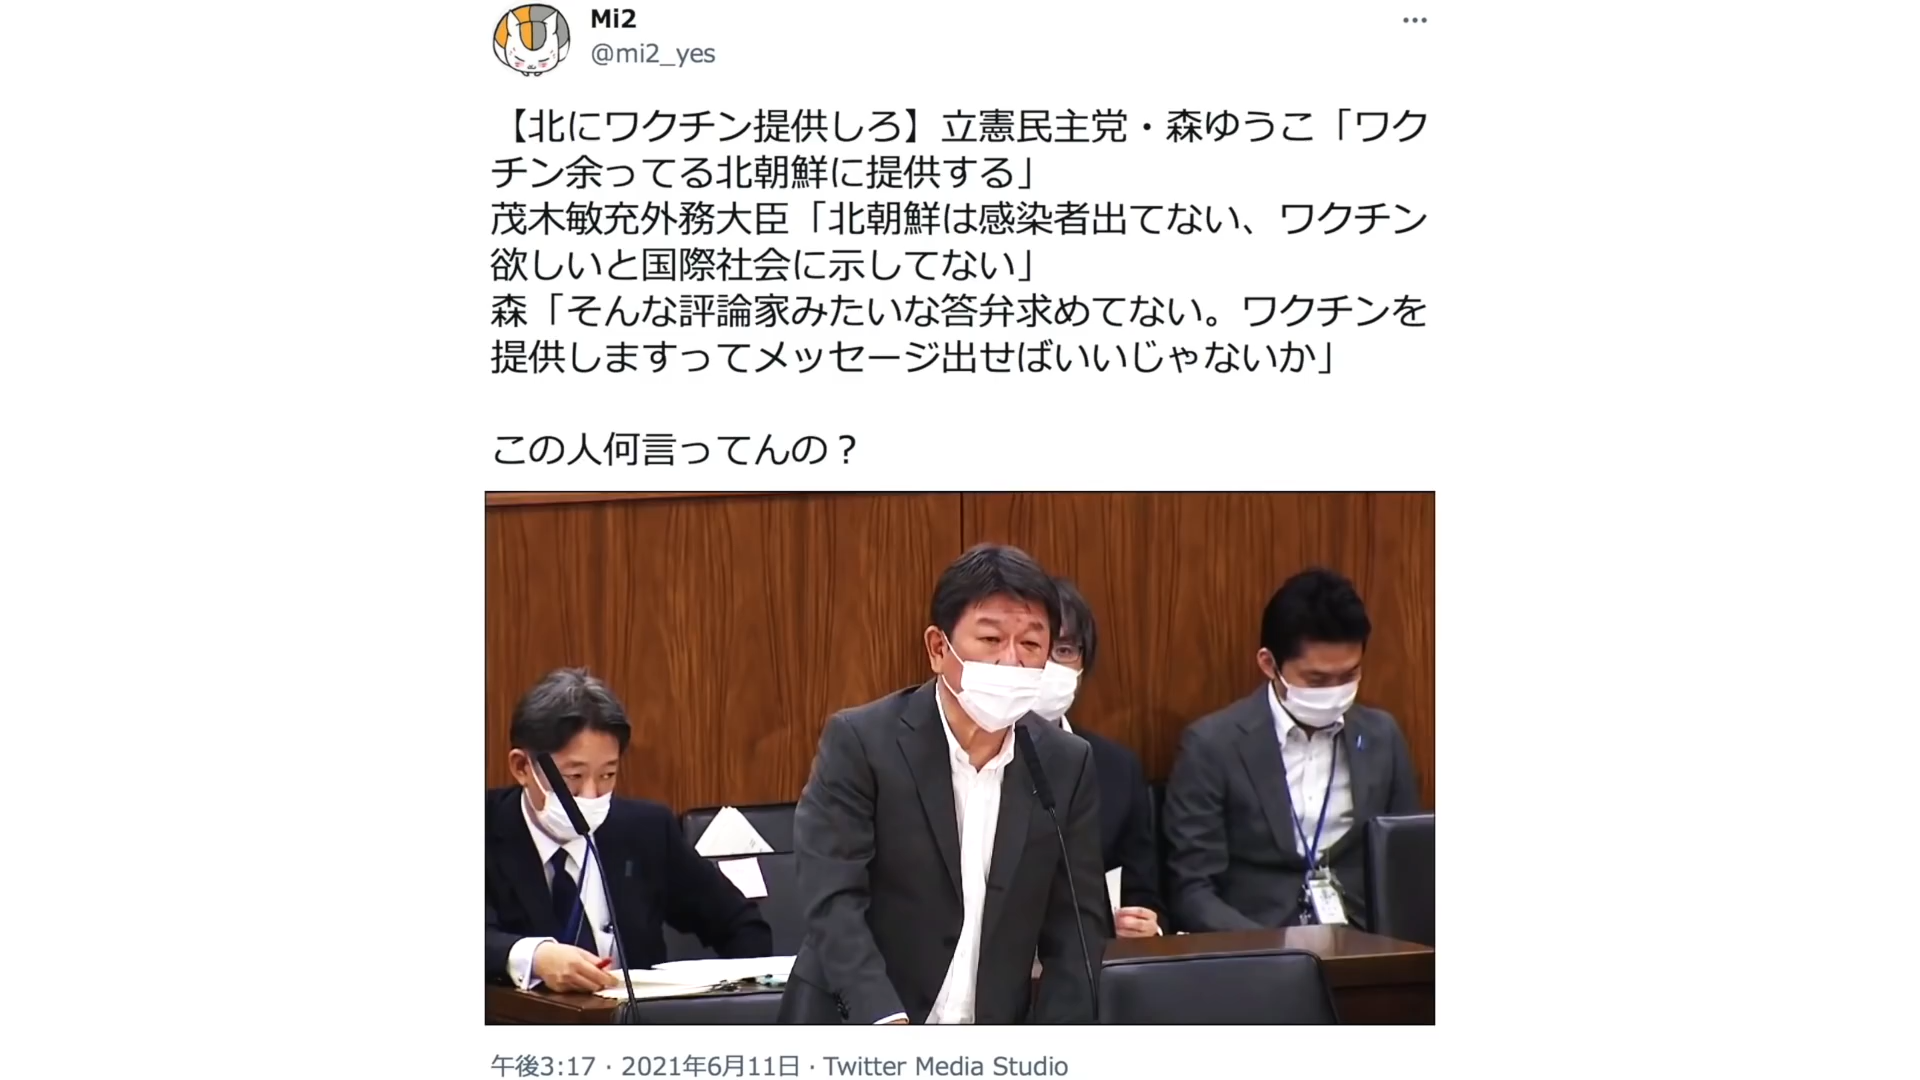 Mi2
@mi2_yes
【北にワクチン提供しろ】立憲民主党・森ゆうこ「ワク
チン余ってる北朝鮮に提供する」
茂木敏充外務大臣「北朝鮮は感染者出てない、ワクチン
欲しいと国際社会に示してない」
森「そんな評論家みたいな答弁求めてない。ワクチンを
提供しますってメッセージ出せばいいじゃないか」
この人何言ってんの？
午後3:17 · 2021年6月11日 · Twitter Media Studio